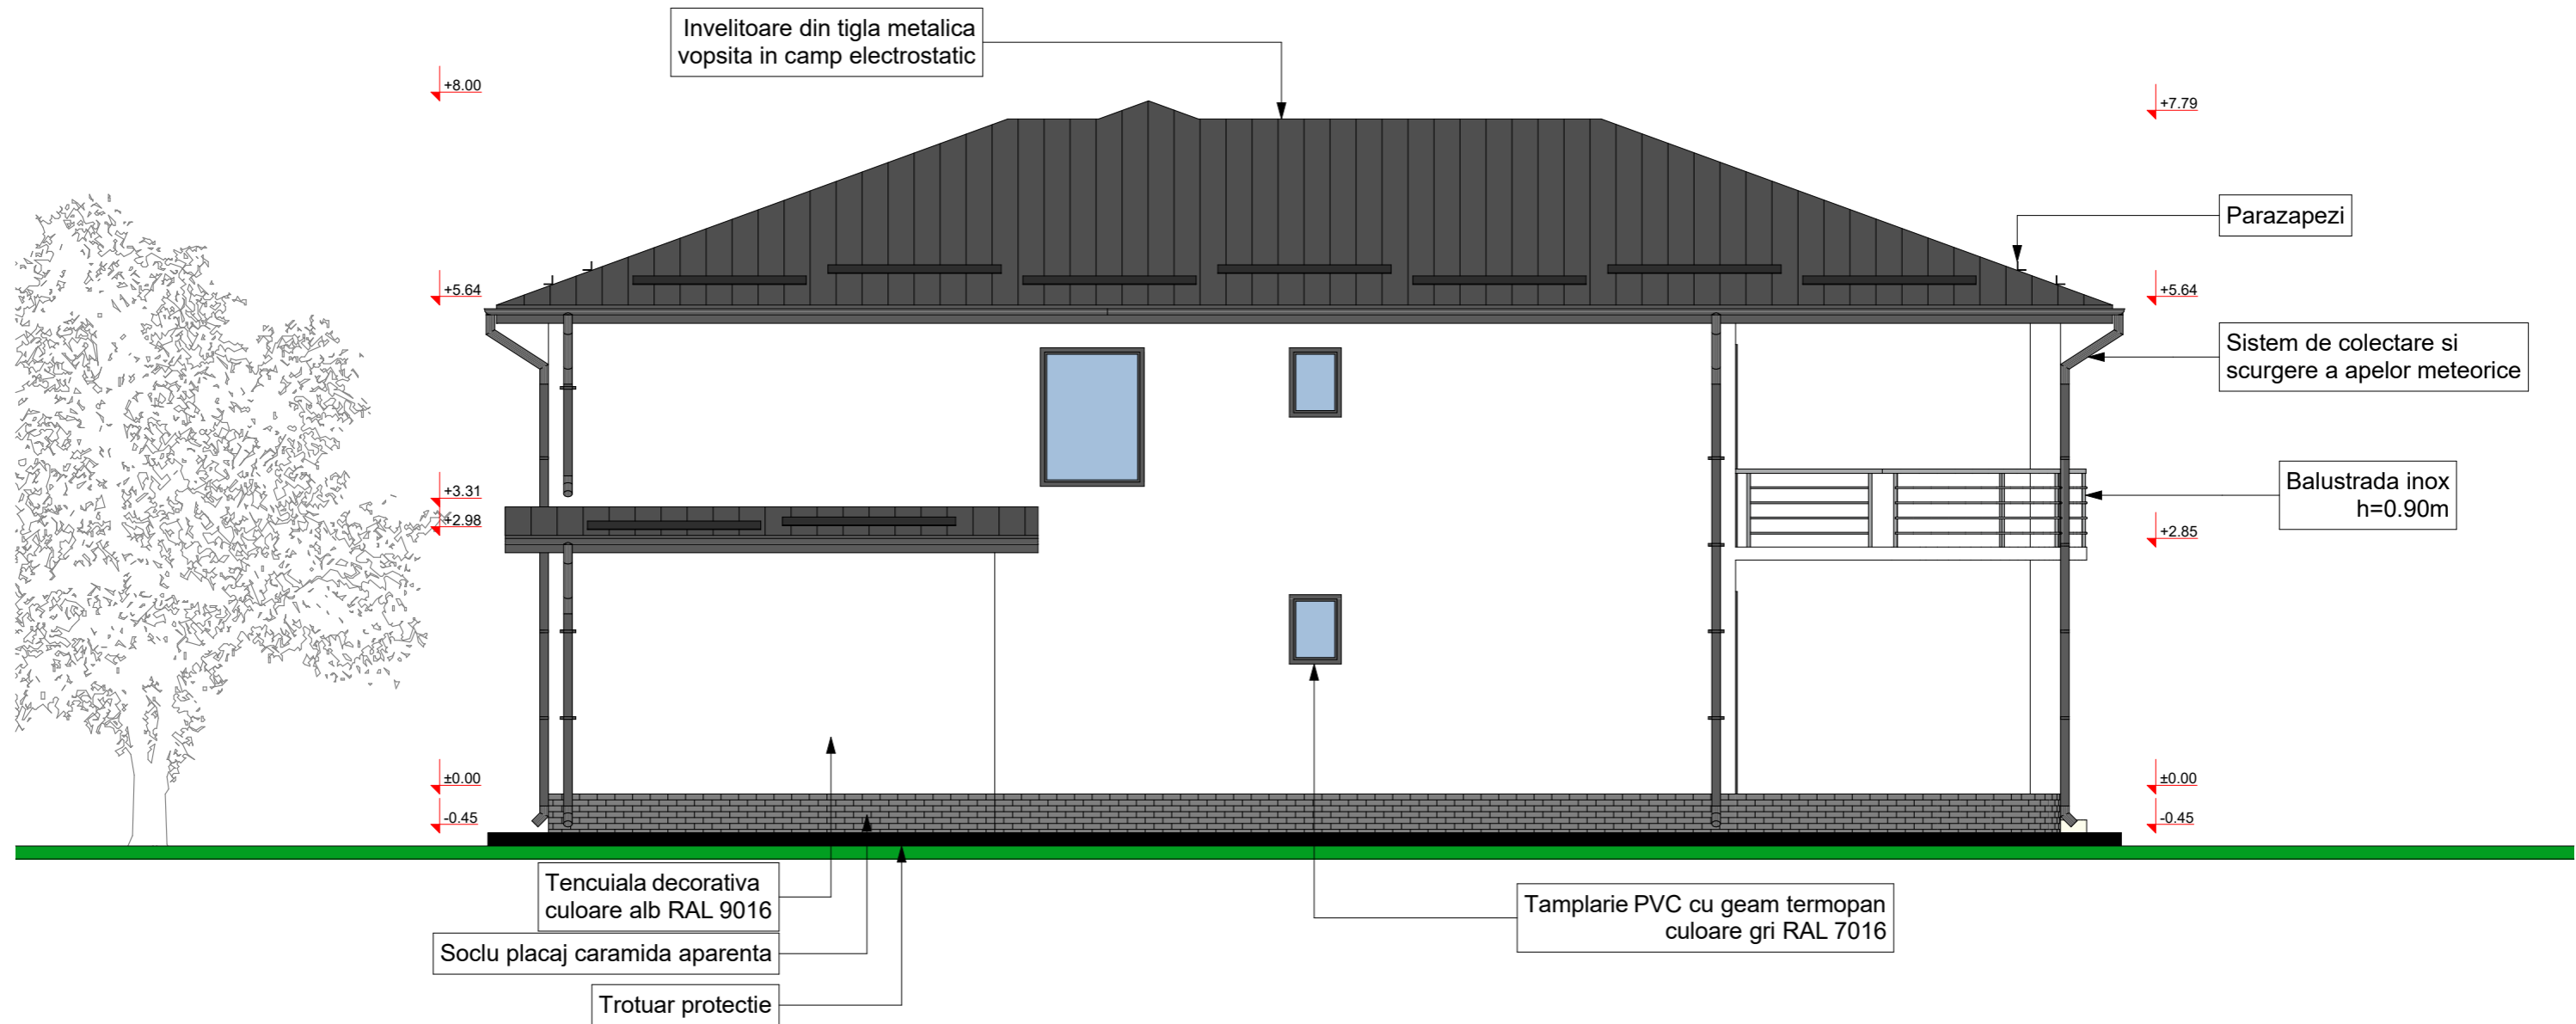 Invelitoare din tigla metalica
vopsita in camp electrostatic
+8.00
+7.79
Parazapezi
+5.64
+5.64
Sistem de colectare si
scurgere a apelor meteorice
+3.31
Balustrada inox
h=0.90m
+2.98
+2.85
±0.00
±0.00
-0.45
-0.45
Tencuiala decorativa
culoare alb RAL 9016
Tamplarie PVC cu geam termopan
culoare gri RAL 7016
Soclu placaj caramida aparenta
Trotuar protectie